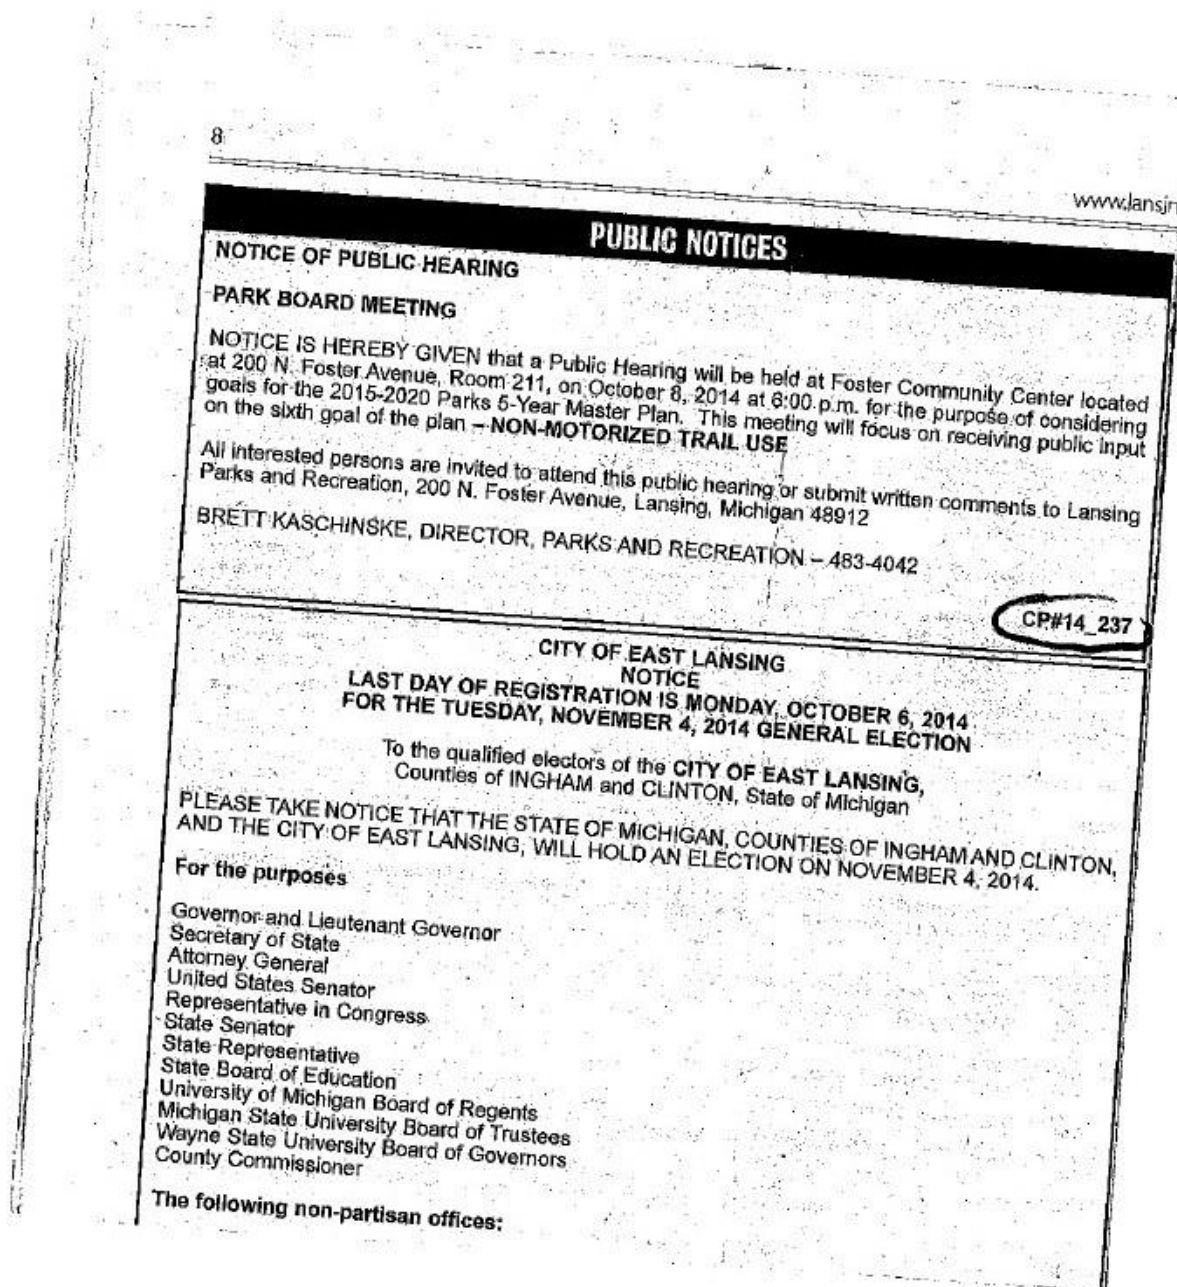 8
www.lansin
PUBLIC NOTICES
NOTICE OF PUBLIC HEARING
PARK BOARD MEETING
NOTICE IS HEREBY GIVEN that a Public Hearing will be held at Foster Community Center located
at 200 N. Foster Avenue, Room 211, on October 8, 2014 at 6:00 p.m. for the purpose of considering
goals for the 2015-2020 Parks 5-Year Master Plan. This meeting will focus on receiving public input
on the sixth goal of the plan – NON-MOTORIZED TRAIL USE
All interested persons are invited to attend this public hearing or submit written comments to Lansing
Parks and Recreation, 200 N. Foster Avenue, Lansing, Michigan 48912
BRETT KASCHINSKE, DIRECTOR, PARKS AND RECREATION – 483-4042
CP#14_237
CITY OF EAST LANSING
NOTICE
LAST DAY OF REGISTRATION IS MONDAY, OCTOBER 6, 2014
FOR THE TUESDAY, NOVEMBER 4, 2014 GENERAL ELECTION
To the qualified electors of the CITY OF EAST LANSING,
Counties of INGHAM and CLINTON, State of Michigan
PLEASE TAKE NOTICE THAT THE STATE OF MICHIGAN, COUNTIES OF INGHAM AND CLINTON,
AND THE CITY OF EAST LANSING, WILL HOLD AN ELECTION ON NOVEMBER 4, 2014.
For the purposes
Governor and Lieutenant Governor
Secretary of State
Attorney General
United States Senator
Representative in Congress
State Senator
State Representative
State Board of Education
University of Michigan Board of Regents
Michigan State University Board of Trustees
Wayne State University Board of Governors
County Commissioner
The following non-partisan offices: